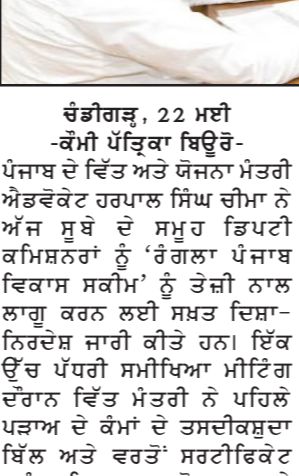 ਚੰਡੀਗੜ੍ਹ, 22 ਮਈ
-ਕੌਮੀ ਪੱਤ੍ਰਿਕਾ ਬਿਊਰੋ-
ਪੰਜਾਬ ਦੇ ਵਿੱਤ ਅਤੇ ਯੋਜਨਾ ਮੰਤਰੀ
ਐਡਵੋਕੇਟ ਹਰਪਾਲ ਸਿੰਘ ਚੀਮਾ ਨੇ
ਅੱਜ ਸੂਬੇ ਦੇ ਸਮੂਹ ਡਿਪਟੀ
ਕਮਿਸ਼ਨਰਾਂ ਨੂੰ ‘ਰੰਗਲਾ ਪੰਜਾਬ
ਵਿਕਾਸ ਸਕੀਮ’ ਨੂੰ ਤੇਜ਼ੀ ਨਾਲ
ਲਾਗੂ ਕਰਨ ਲਈ ਸਖ਼ਤ ਦਿਸ਼ਾ-
ਨਿਰਦੇਸ਼ ਜਾਰੀ ਕੀਤੇ ਹਨ। ਇੱਕ
ਉੱਚ ਪੱਧਰੀ ਸਮੀਖਿਆ ਮੀਟਿੰਗ
ਦੌਰਾਨ ਵਿੱਤ ਮੰਤਰੀ ਨੇ ਪਹਿਲੇ
ਪੜਾਅ ਦੇ ਕੰਮਾਂ ਦੇ ਤਸਦੀਕਸ਼ੁਦਾ
ਬਿੱਲ ਅਤੇ ਵਰਤੋਂ ਸਰਟੀਫਿਕੇਟ